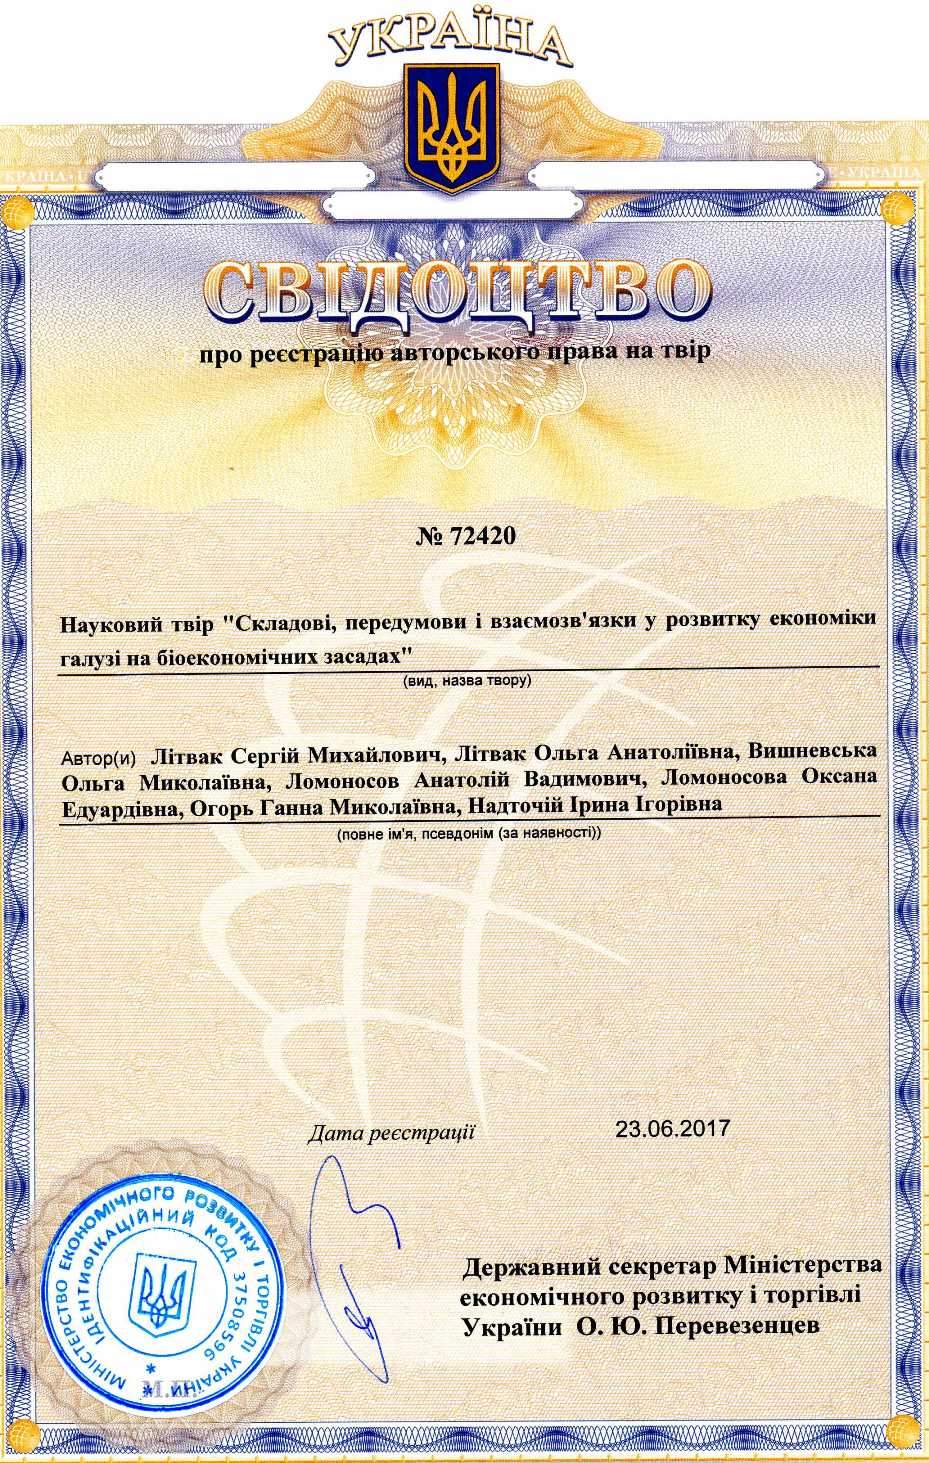 УКРАЇНА
КРАЇНА • U
Е • УКРАЇНА
СВІДОЦТВО
про реєстрацію авторського права на твір
№ 72420
Науковий твір "Складові, передумови і взаємозв'язки у розвитку економіки
галузі на біоекономічних засадах"
(вид, назва твору)
Автор(и) Літвак Сергій Михайлович, Літвак Ольга Анатоліївна, Вишневська
Ольга Миколаївна, Ломоносов Анатолій Вадимович, Ломоносова Оксана
Едуардівна, Огорь Ганна Миколаївна, Надточій Ірина Ігорівна
(повне ім'я, псевдонім (за наявності))
Дата реєстрації 23.06.2017
МІНІСТЕРСТВО ЕКОНОМІЧНОГО РОЗВИТКУ І ТОРГІВЛІ УКРАЇНИ
ІДЕНТИФІКАЦІЙНИЙ КОД 37508596
М.П.
Державний секретар Міністерства
економічного розвитку і торгівлі
України О. Ю. Перевезенцев